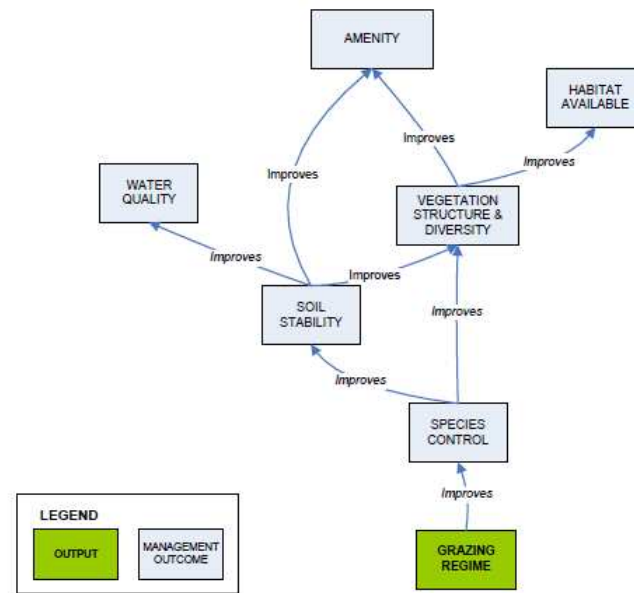 AMENITY
HABITAT
AVAILABLE
Improves
Improves
Improves
WATER
QUALITY
VEGETATION
STRUCTURE &
DIVERSITY
Improves
Improves
SOIL
STABILITY
Improves
Improves
SPECIES
CONTROL
Improves
LEGEND
OUTPUT
MANAGEMENT
OUTCOME
GRAZING
REGIME